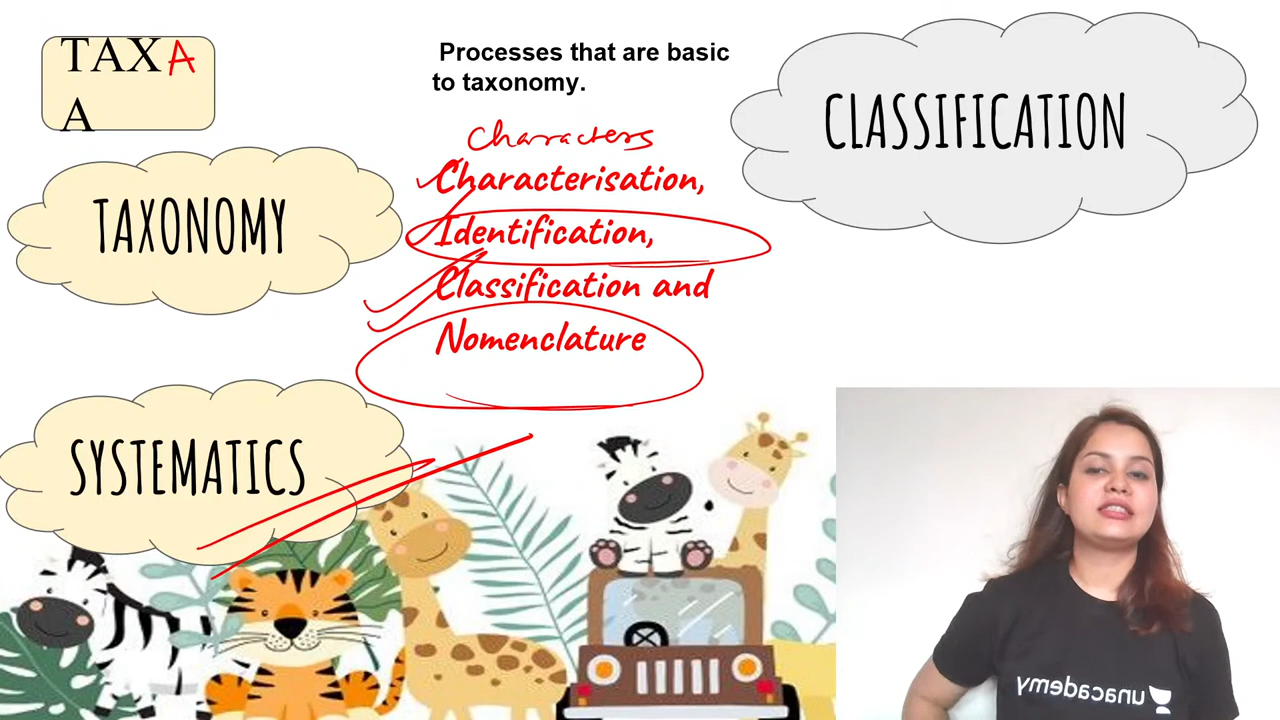 TAXA
A
Processes that are basic
to taxonomy.
characters
Characterisation,
Identification,
Classification and
Nomenclature
CLASSIFICATION
TAXONOMY
SYSTEMATICS
unacademy